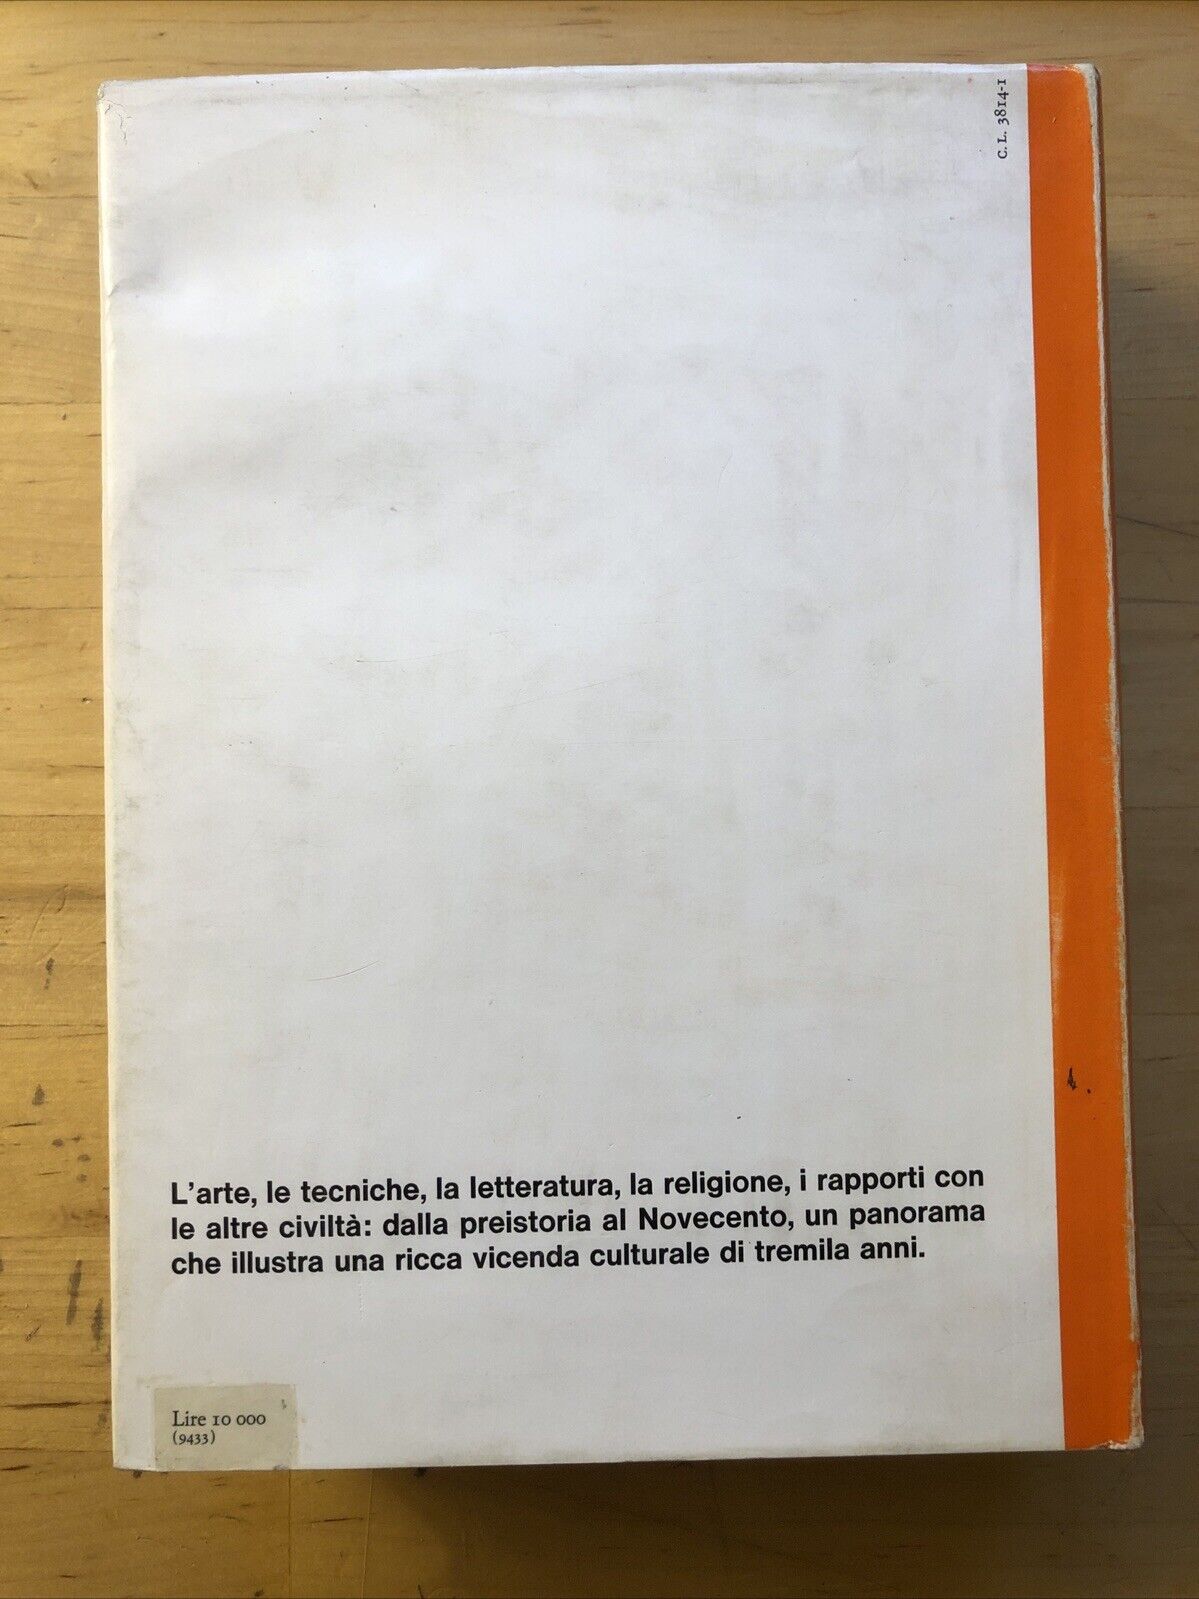 C. L. 3814-1
L'arte, le tecniche, la letteratura, la religione, i rapporti con
le altre civiltà: dalla preistoria al Novecento, un panorama
che illustra una ricca vicenda culturale di tremila anni.
Lire 10 000
(9433)